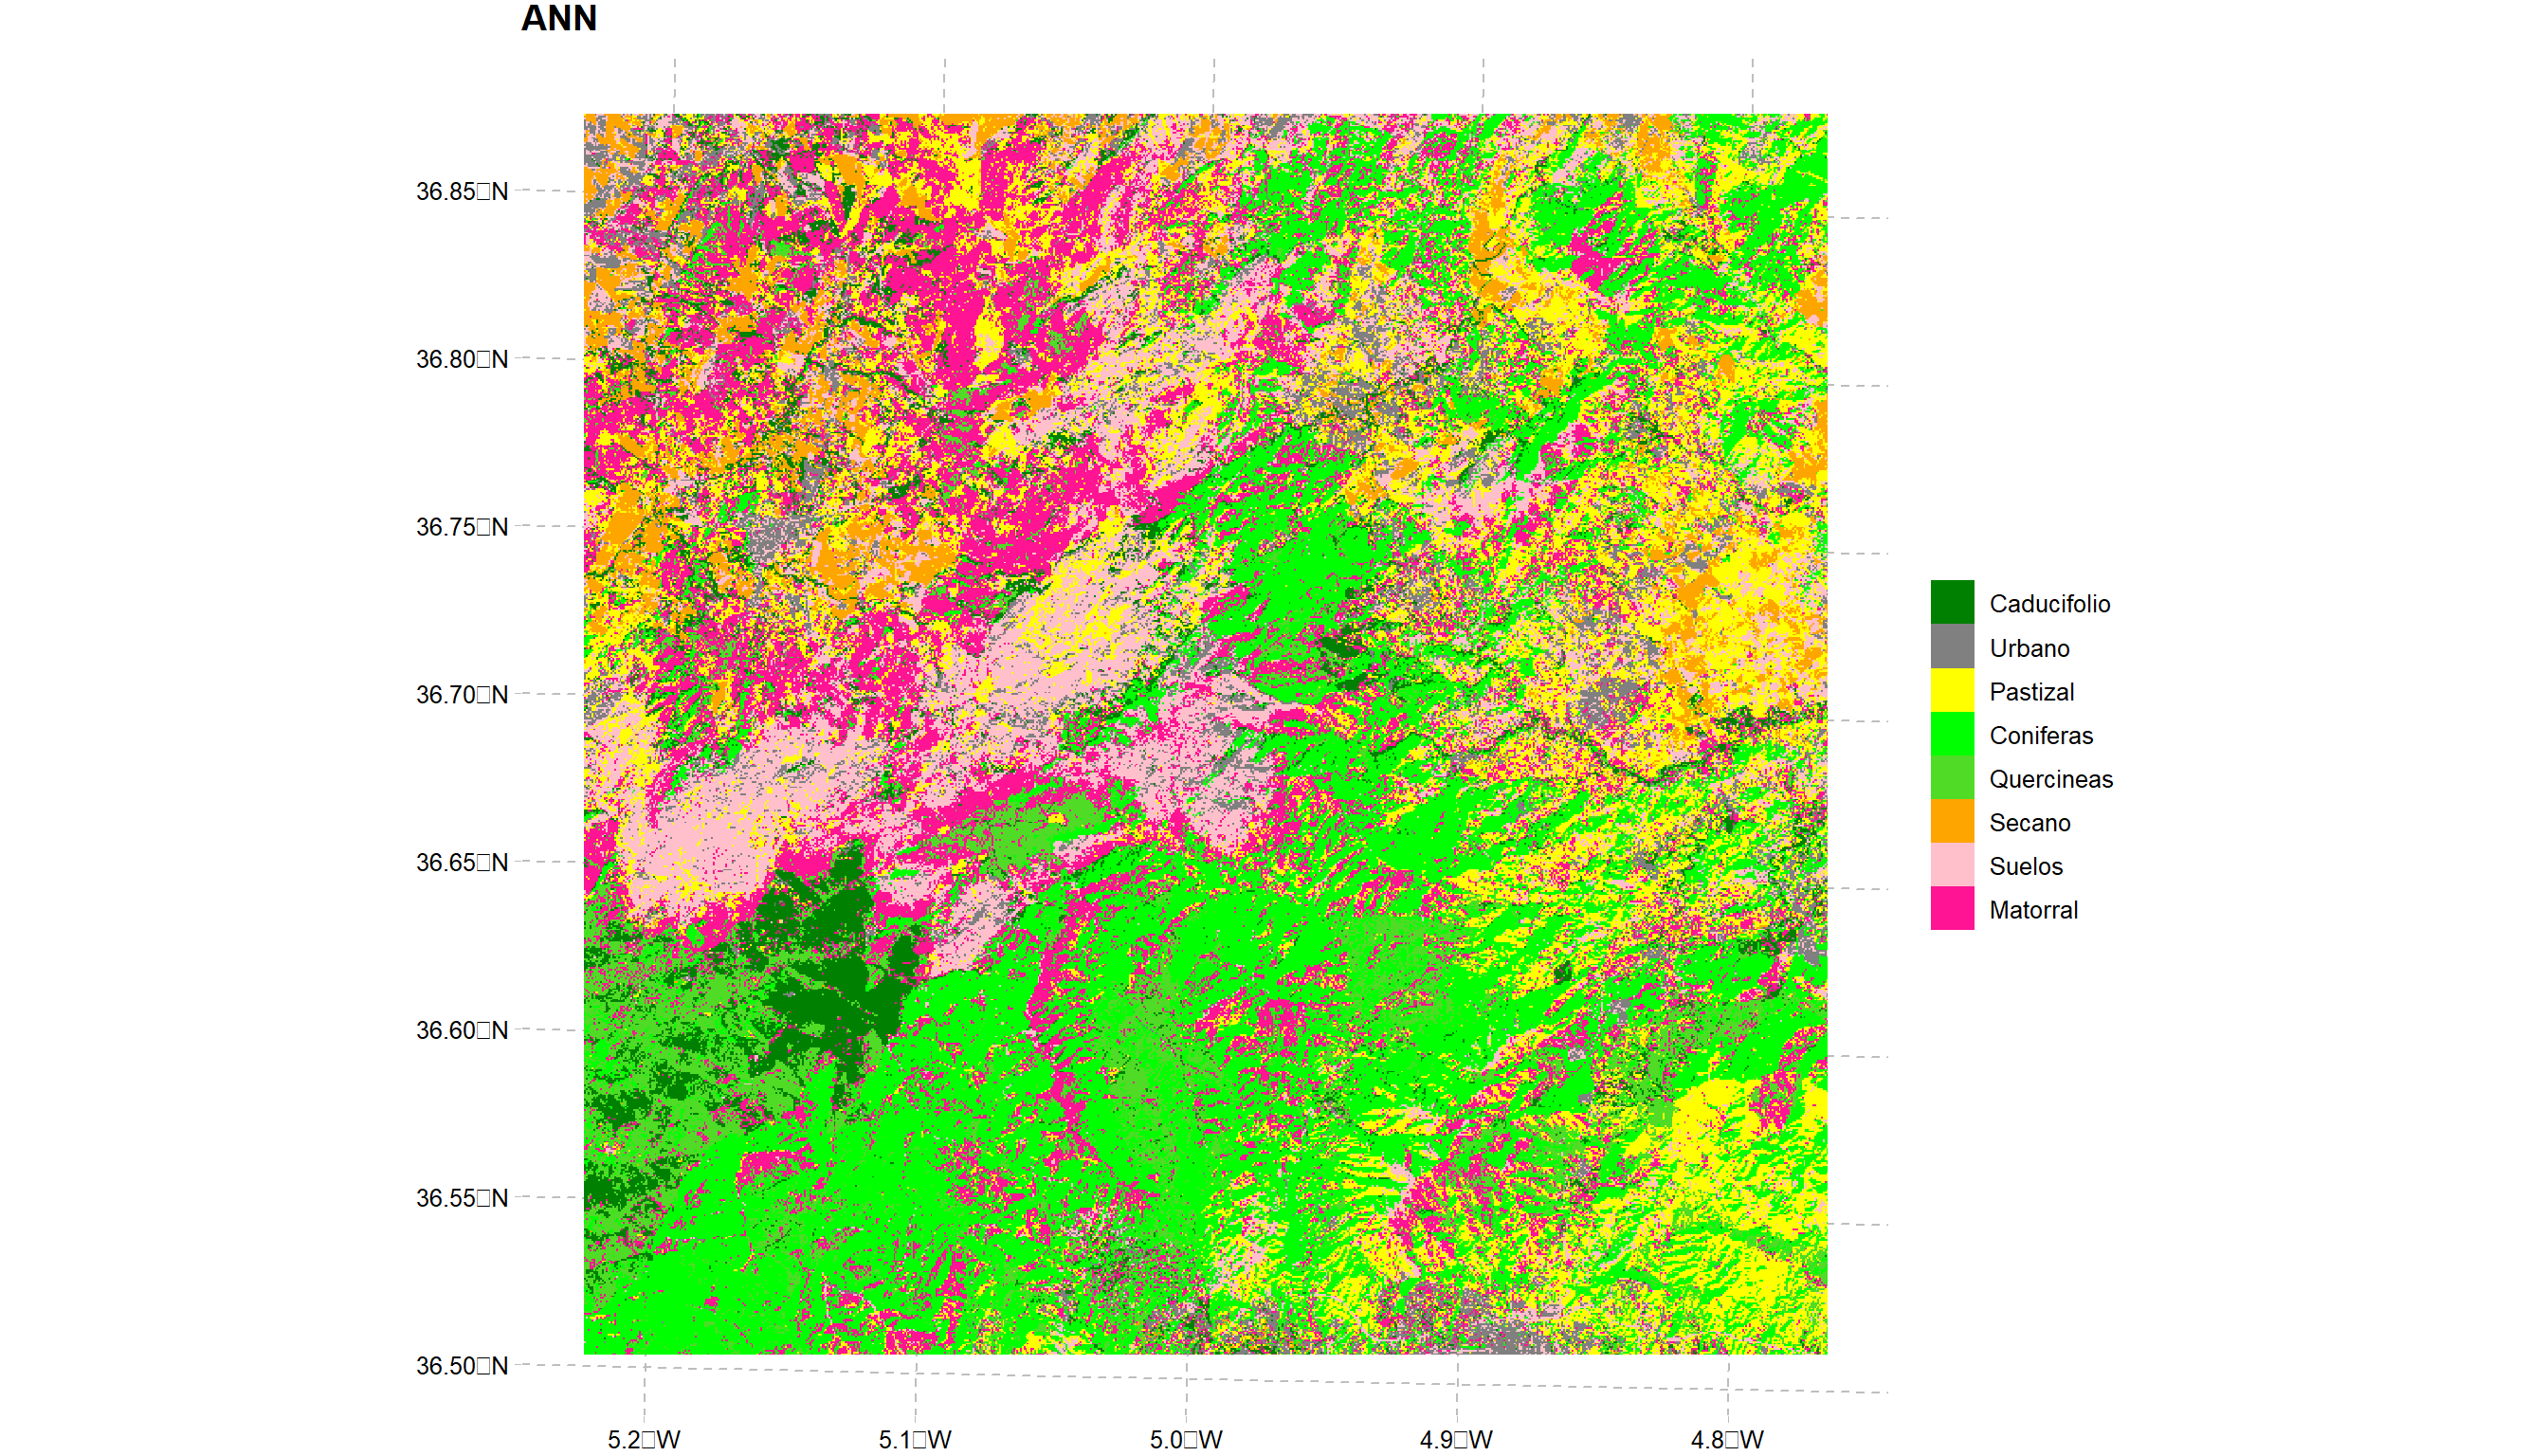 ANN
36.85□N
36.80□N
36.75□N
36.70□N
36.65□N
36.60□N
36.55□N
36.50□N
5.2□W
5.1□W
5.0□W
4.9□W
4.8□W
Caducifolio
Urbano
Pastizal
Coniferas
Quercineas
Secano
Suelos
Matorral